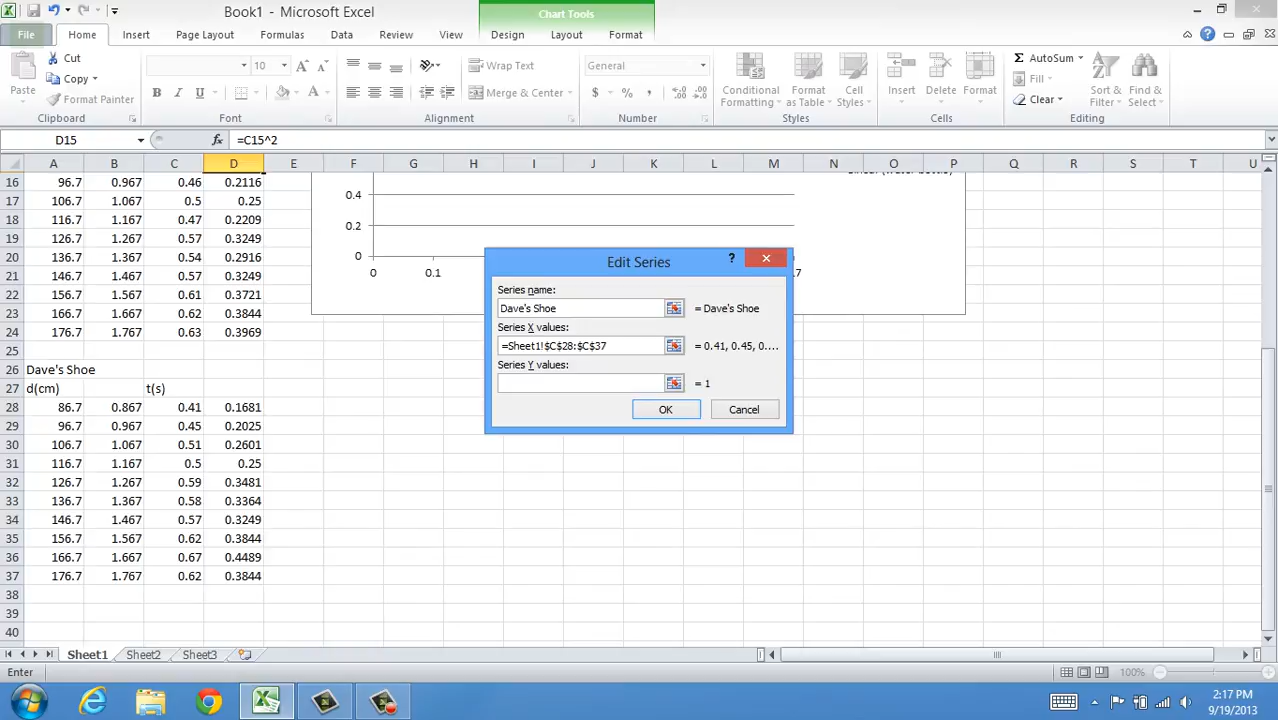 Book1 - Microsoft Excel
Chart Tools
File Home Insert Page Layout Formulas Data Review View Design Layout Format
Paste
Cut
Copy
Format Painter
Clipboard
10
B I U
Font
Wrap Text
Merge & Center
Alignment
General
$ % ,
Number
Conditional Formatting
Format as Table
Cell Styles
Styles
Insert
Delete
Format
Cells
Σ AutoSum
Fill
Clear
Sort & Filter
Find & Select
Editing
D15 fx =C15^2
A B C D E F G H I J K L M N O P Q R S T U
16 96.7 0.967 0.46 0.2116
17 106.7 1.067 0.5 0.25
18 116.7 1.167 0.47 0.2209
19 126.7 1.267 0.57 0.3249
20 136.7 1.367 0.54 0.2916
21 146.7 1.467 0.57 0.3249
22 156.7 1.567 0.61 0.3721
23 166.7 1.667 0.62 0.3844
24 176.7 1.767 0.63 0.3969
25
26 Dave's Shoe
27 d(cm) t(s)
28 86.7 0.867 0.41 0.1681
29 96.7 0.967 0.45 0.2025
30 106.7 1.067 0.51 0.2601
31 116.7 1.167 0.5 0.25
32 126.7 1.267 0.59 0.3481
33 136.7 1.367 0.58 0.3364
34 146.7 1.467 0.57 0.3249
35 156.7 1.567 0.62 0.3844
36 166.7 1.667 0.67 0.4489
37 176.7 1.767 0.62 0.3844
38
39
40
0.4
0.2
0
0 0.1
Edit Series
?
Series name:
Dave's Shoe = Dave's Shoe
Series X values:
=Sheet1!$C$28:$C$37 = 0.41, 0.45, 0....
Series Y values:
= 1
OK Cancel
Sheet1 Sheet2 Sheet3
Enter
100%
2:17 PM
9/19/2013